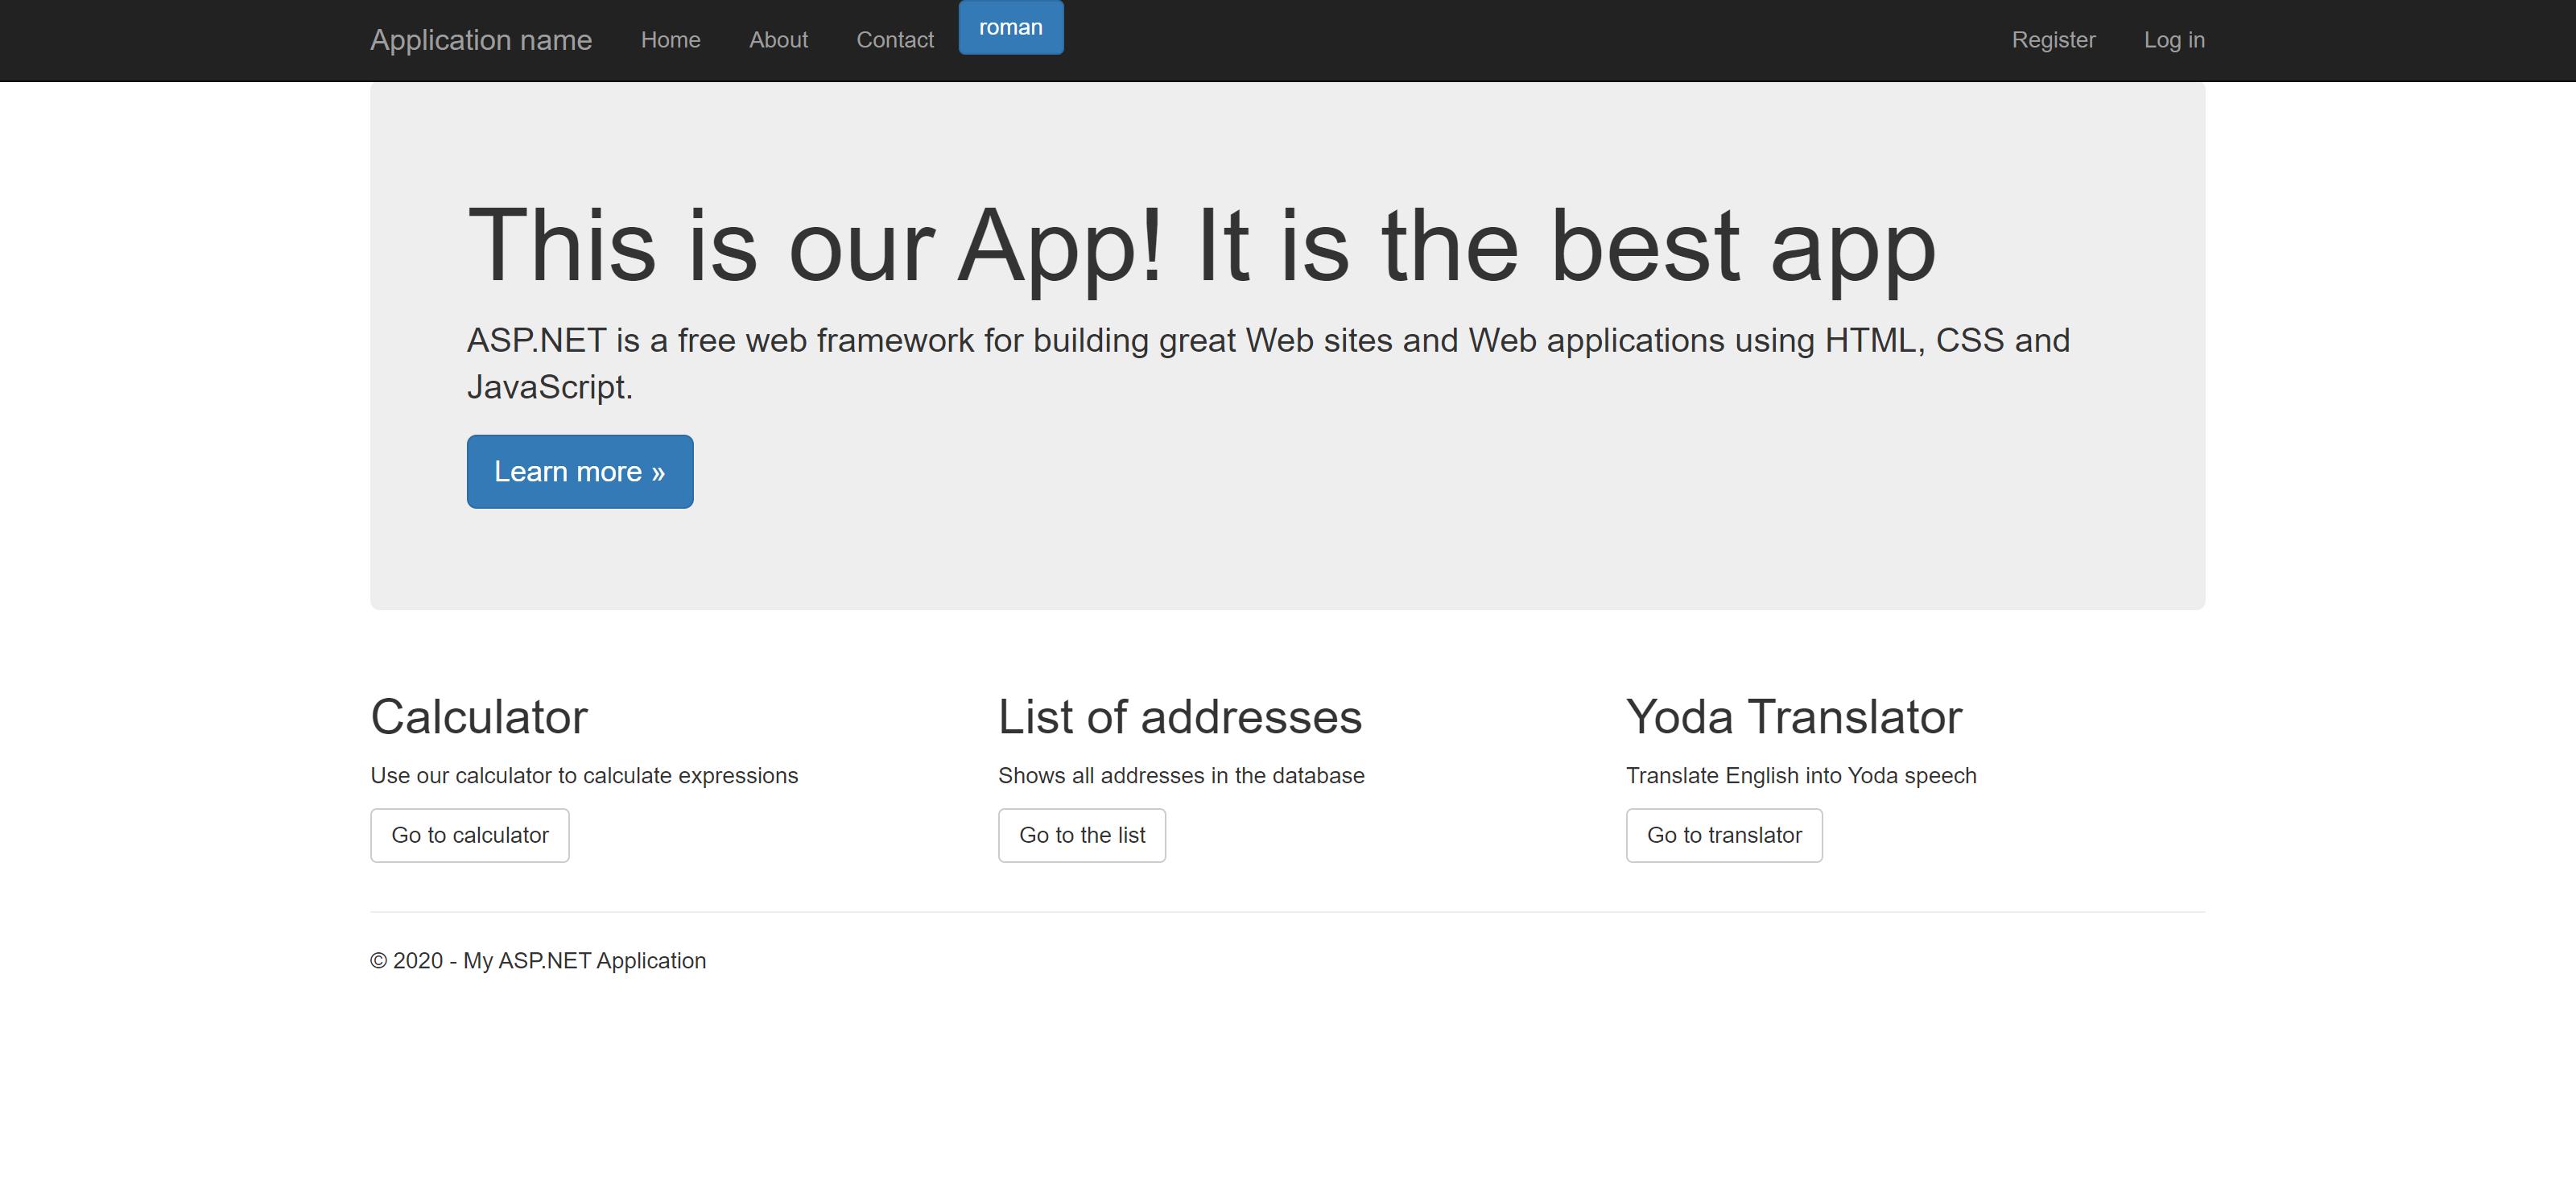 Application name Home About Contact roman Register Log in
This is our App! It is the best app
ASP.NET is a free web framework for building great Web sites and Web applications using HTML, CSS and
JavaScript.
Learn more »
Calculator
Use our calculator to calculate expressions
Go to calculator
List of addresses
Shows all addresses in the database
Go to the list
Yoda Translator
Translate English into Yoda speech
Go to translator
© 2020 - My ASP.NET Application